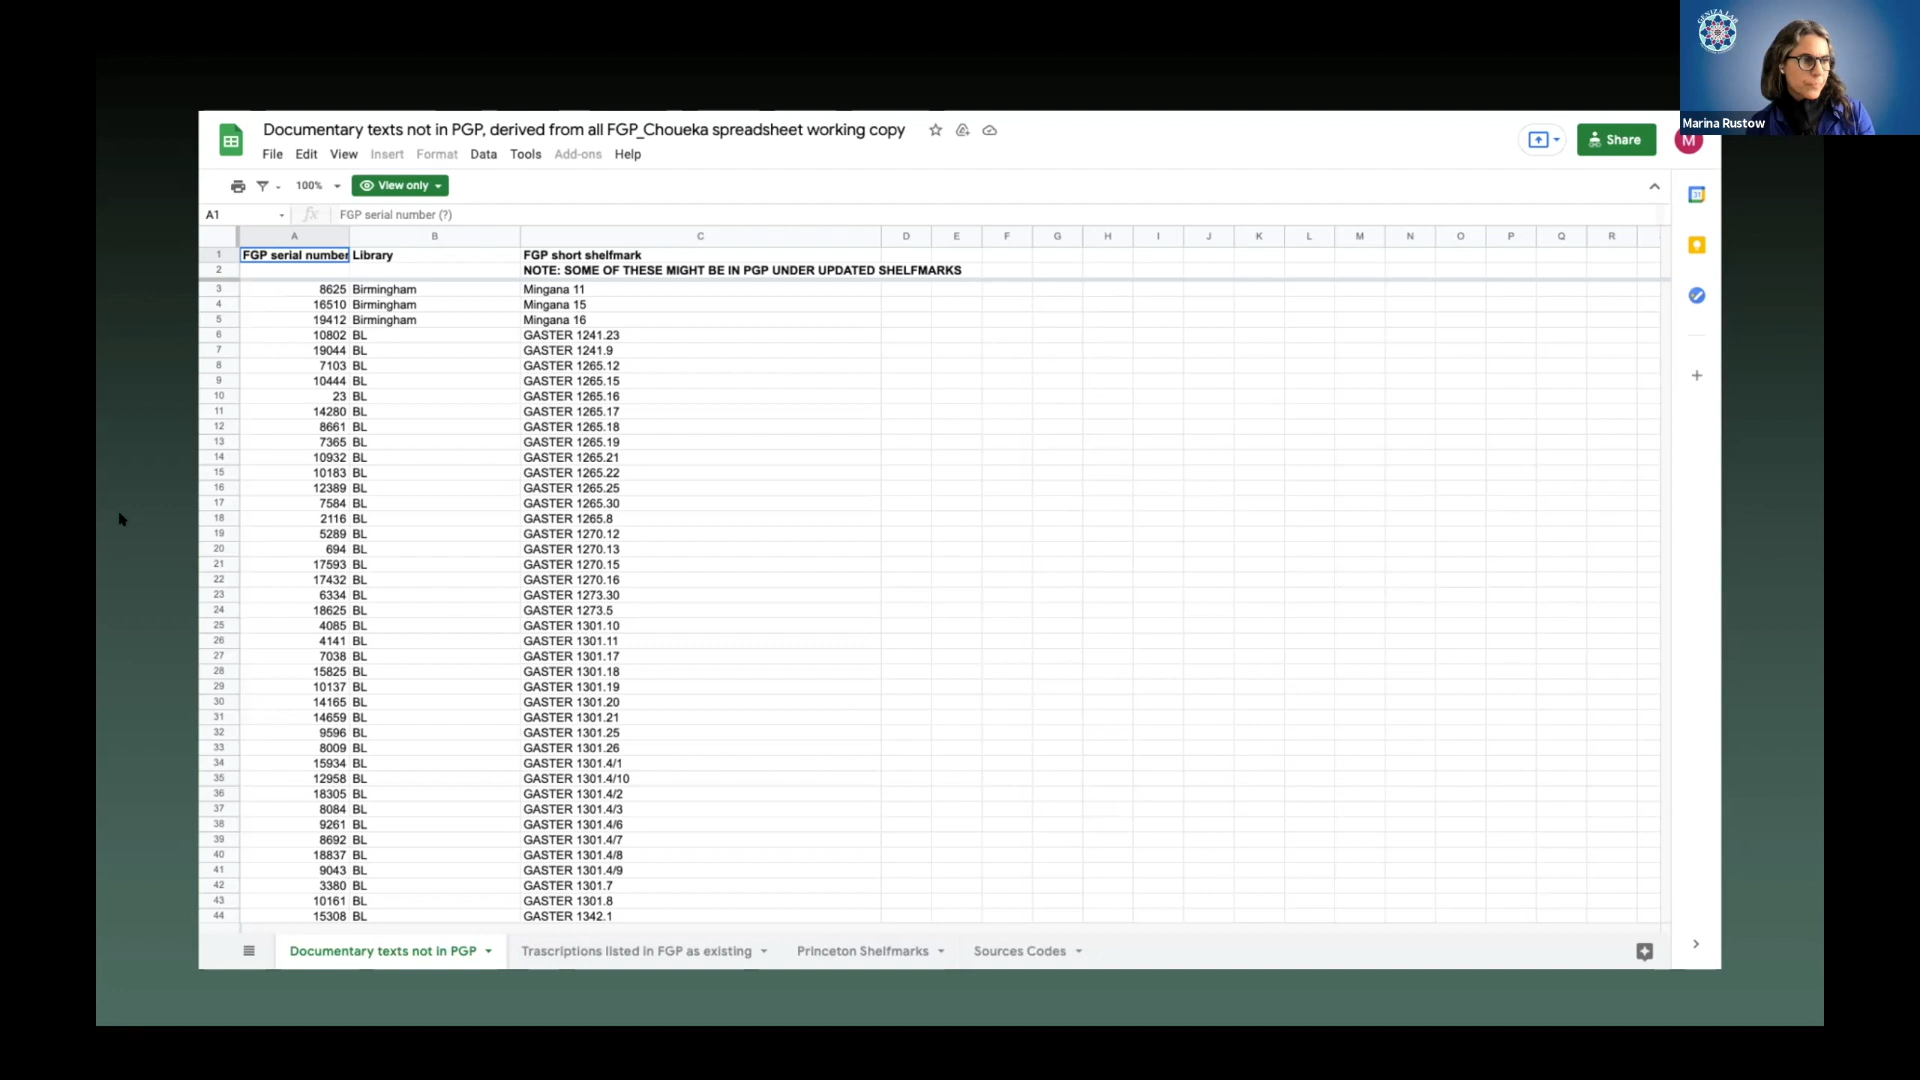 GENIZA LAB
Marina Rustow
Documentary texts not in PGP, derived from all FGP_Choueka spreadsheet working copy
File Edit View Insert Format Data Tools Add-ons Help
Share
M
100% View only
A1 fx FGP serial number (?)
31
A B C D E F G H I J K L M N O P Q R
1 FGP serial number Library FGP short shelfmark
2 NOTE: SOME OF THESE MIGHT BE IN PGP UNDER UPDATED SHELFMARKS
3 8625 Birmingham Mingana 11
4 16510 Birmingham Mingana 15
5 19412 Birmingham Mingana 16
6 10802 BL GASTER 1241.23
7 19044 BL GASTER 1241.9
8 7103 BL GASTER 1265.12
9 10444 BL GASTER 1265.15
10 23 BL GASTER 1265.16
11 14280 BL GASTER 1265.17
12 8661 BL GASTER 1265.18
13 7365 BL GASTER 1265.19
14 10932 BL GASTER 1265.21
15 10183 BL GASTER 1265.22
16 12389 BL GASTER 1265.25
17 7584 BL GASTER 1265.30
18 2116 BL GASTER 1265.8
19 5289 BL GASTER 1270.12
20 694 BL GASTER 1270.13
21 17593 BL GASTER 1270.15
22 17432 BL GASTER 1270.16
23 6334 BL GASTER 1273.30
24 18625 BL GASTER 1273.5
25 4085 BL GASTER 1301.10
26 4141 BL GASTER 1301.11
27 7038 BL GASTER 1301.17
28 15825 BL GASTER 1301.18
29 10137 BL GASTER 1301.19
30 14165 BL GASTER 1301.20
31 14659 BL GASTER 1301.21
32 9596 BL GASTER 1301.25
33 8009 BL GASTER 1301.26
34 15934 BL GASTER 1301.4/1
35 12958 BL GASTER 1301.4/10
36 18305 BL GASTER 1301.4/2
37 8084 BL GASTER 1301.4/3
38 9261 BL GASTER 1301.4/6
39 8692 BL GASTER 1301.4/7
40 18837 BL GASTER 1301.4/8
41 9043 BL GASTER 1301.4/9
42 3380 BL GASTER 1301.7
43 10161 BL GASTER 1301.8
44 15308 BL GASTER 1342.1
Documentary texts not in PGP Trascriptions listed in FGP as existing Princeton Shelfmarks Sources Codes